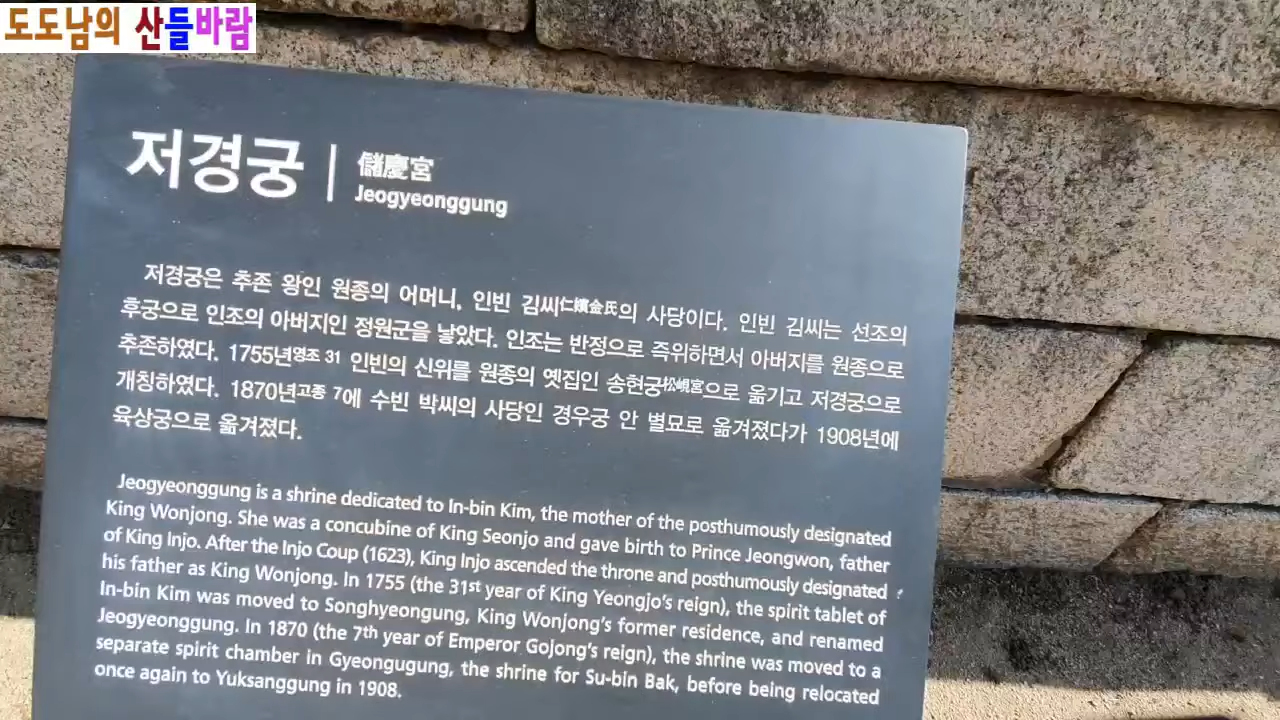 도도남의 산들바람
저경궁
儲慶宮
Jeogyeonggung
저경궁은 추존 왕인 원종의 어머니, 인빈 김씨仁嬪金氏의 사당이다. 인빈 김씨는 선조의
후궁으로 인조의 아버지인 정원군을 낳았다. 인조는 반정으로 즉위하면서 아버지를 원종으로
추존하였다. 1755년영조 31 인빈의 신위를 원종의 옛집인 송현궁松峴宮으로 옮기고 저경궁으로
개칭하였다. 1870년고종 7에 수빈 박씨의 사당인 경우궁 안 별묘로 옮겨졌다가 1908년에
육상궁으로 옮겨졌다.
Jeogyeonggung is a shrine dedicated to In-bin Kim, the mother of the posthumously designated
King Wonjong. She was a concubine of King Seonjo and gave birth to Prince Jeongwon, father
of King Injo. After the Injo Coup (1623), King Injo ascended the throne and posthumously designated
his father as King Wonjong. In 1755 (the 31st year of King Yeongjo's reign), the spirit tablet of
In-bin Kim was moved to Songhyeongung, King Wonjong's former residence, and renamed
Jeogyeonggung. In 1870 (the 7th year of Emperor Gojong's reign), the shrine was moved to a
separate spirit chamber in Gyeongugung, the shrine for Su-bin Bak, before being relocated
once again to Yuksanggung in 1908.